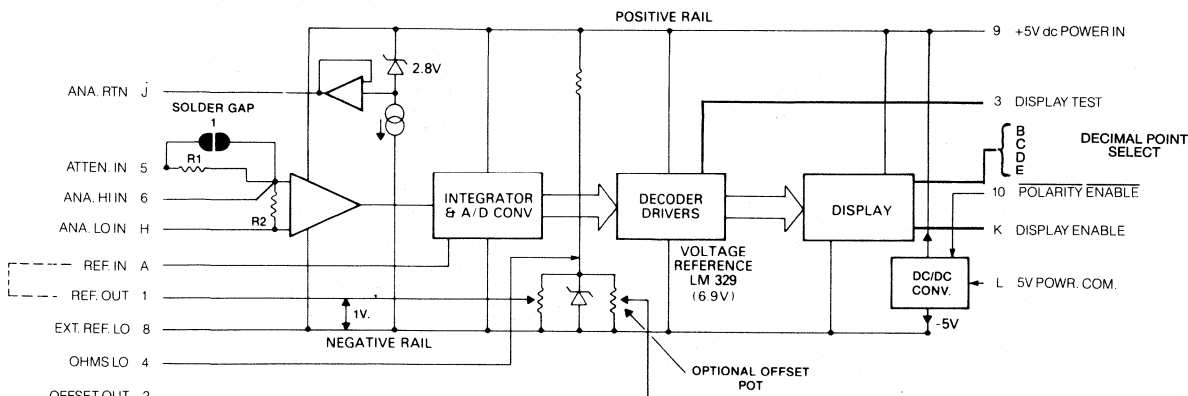 POSITIVE RAIL
9 +5V dc POWER IN
2.8V
ANA. RTN J
3 DISPLAY TEST
SOLDER GAP
1
B
C
D
E
DECIMAL POINT
SELECT
R1
ATTEN. IN 5
ANA. HI IN 6
R2
ANA. LO IN H
INTEGRATOR
& A/D CONV
DECODER
DRIVERS
DISPLAY
10 POLARITY ENABLE
K DISPLAY ENABLE
VOLTAGE
REFERENCE
LM 329
(6.9V)
REF. IN A
DC/DC
CONV.
L 5V POWR. COM.
REF. OUT 1
1V.
-5V
EXT. REF. LO 8
NEGATIVE RAIL
OHMS LO 4
OPTIONAL OFFSET
POT
OFFSET OUT 2